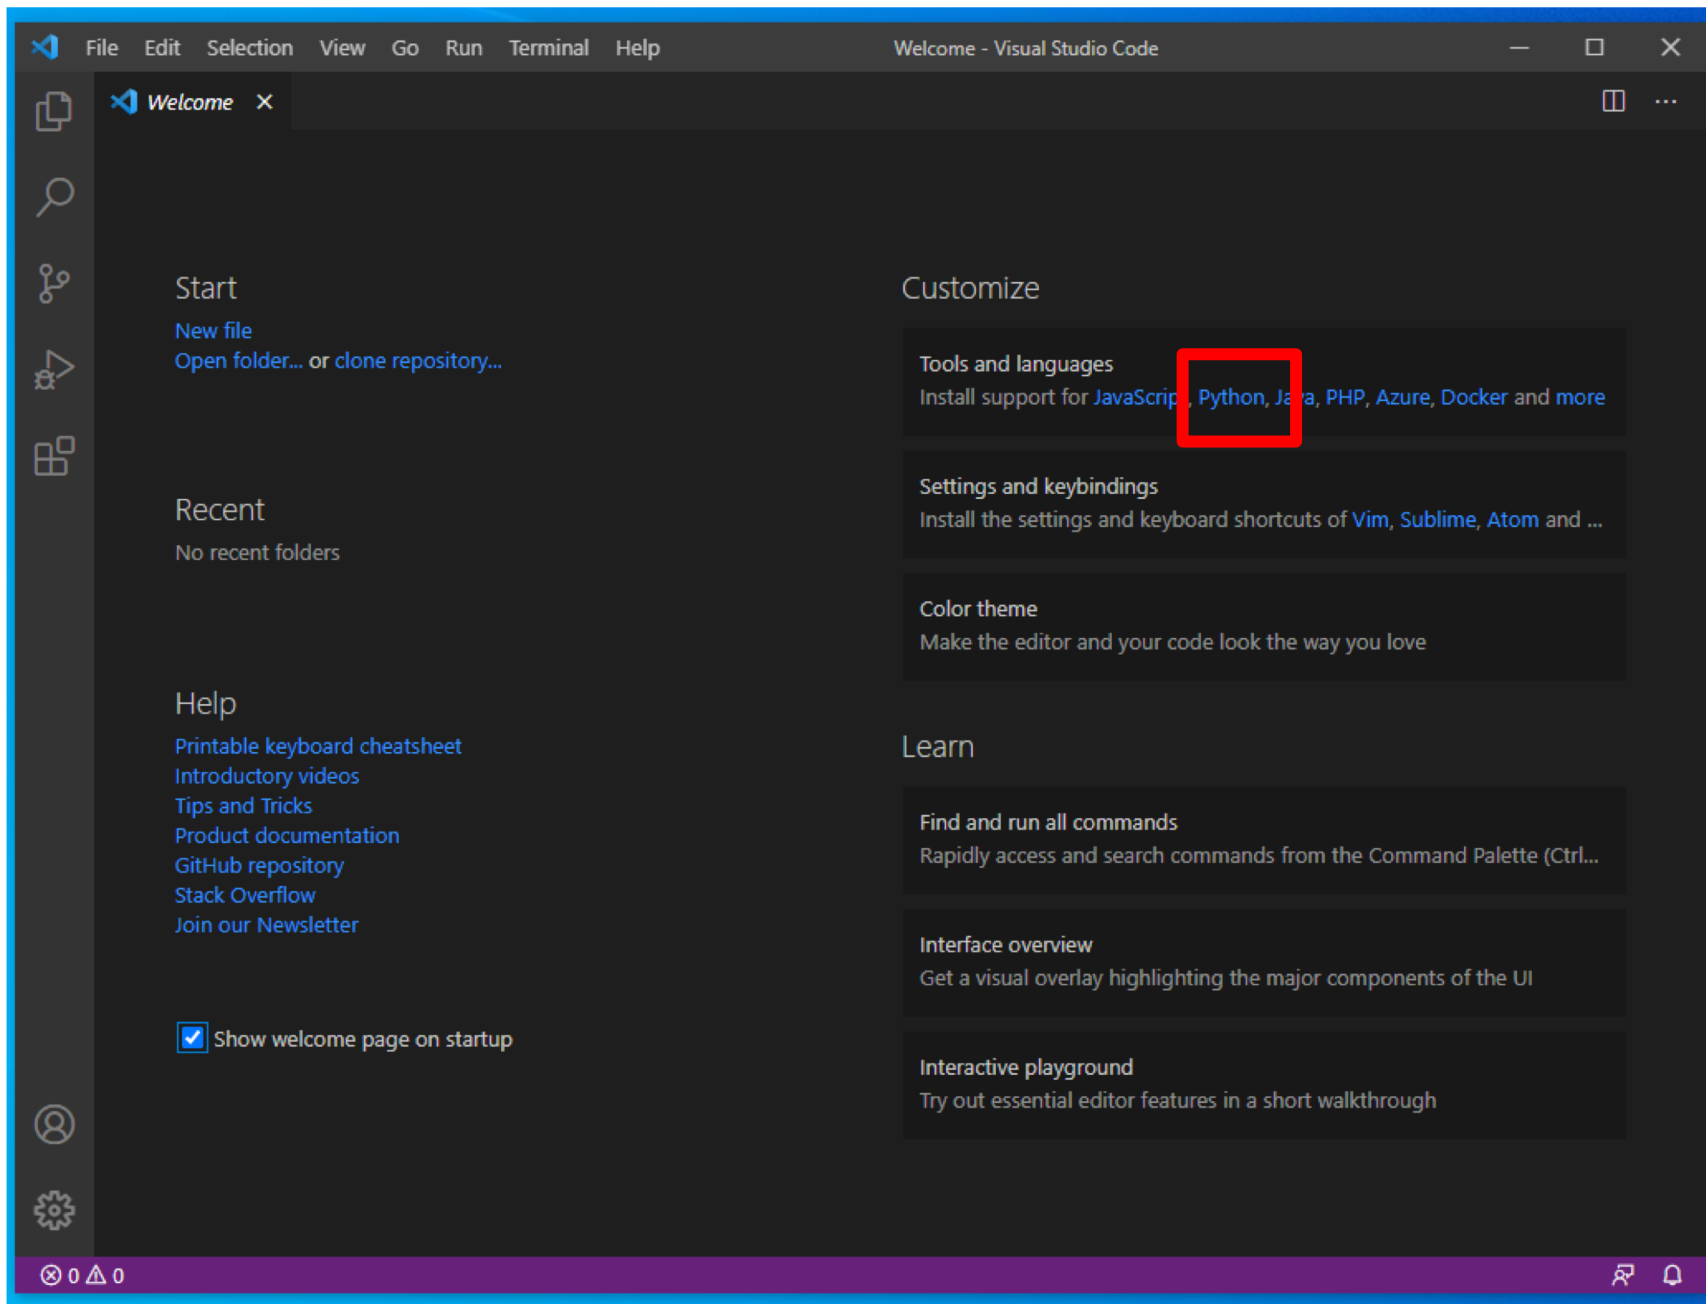 File Edit Selection View Go Run Terminal Help Welcome - Visual Studio Code
Welcome
Start
New file
Open folder... or clone repository...
Recent
No recent folders
Help
Printable keyboard cheatsheet
Introductory videos
Tips and Tricks
Product documentation
GitHub repository
Stack Overflow
Join our Newsletter
Show welcome page on startup
Customize
Tools and languages
Install support for JavaScript, Python, Java, PHP, Azure, Docker and more
Settings and keybindings
Install the settings and keyboard shortcuts of Vim, Sublime, Atom and ...
Color theme
Make the editor and your code look the way you love
Learn
Find and run all commands
Rapidly access and search commands from the Command Palette (Ctrl...
Interface overview
Get a visual overlay highlighting the major components of the UI
Interactive playground
Try out essential editor features in a short walkthrough
0 0